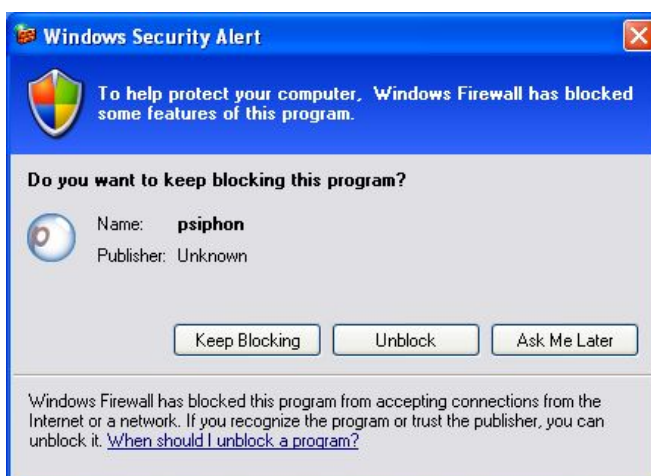 Windows Security Alert
To help protect your computer, Windows Firewall has blocked
some features of this program.
Do you want to keep blocking this program?
p
Name: psiphon
Publisher: Unknown
Keep Blocking Unblock Ask Me Later
Windows Firewall has blocked this program from accepting connections from the
Internet or a network. If you recognize the program or trust the publisher, you can
unblock it. When should I unblock a program?